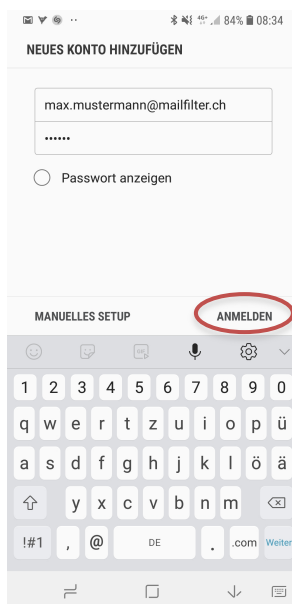 4G+ 84% 08:34
NEUES KONTO HINZUFÜGEN
max.mustermann@mailfilter.ch
••••••
Passwort anzeigen
MANUELLES SETUP ANMELDEN
1 2 3 4 5 6 7 8 9 0
q w e r t z u i o p ü
a s d f g h j k l ö ä
y x c v b n m
!#1 , @ DE . .com Weiter